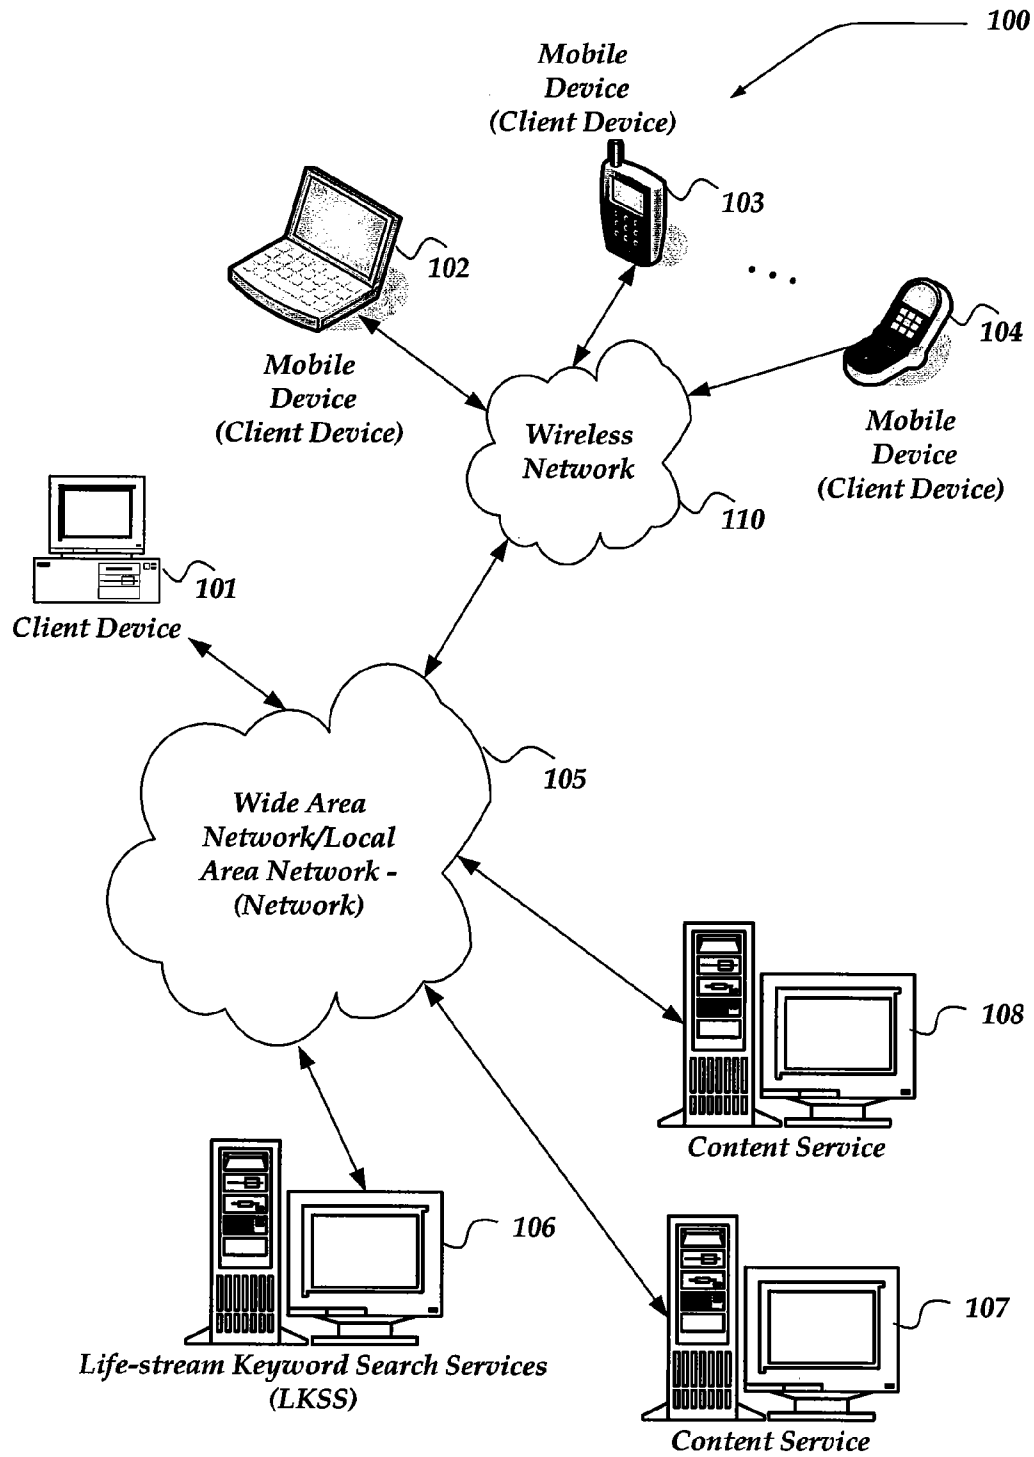 100
Mobile
Device
(Client Device)
103
102
104
Mobile
Device
(Client Device)
Mobile
Device
(Client Device)
Wireless
Network
110
101
Client Device
105
Wide Area
Network/Local
Area Network -
(Network)
108
Content Service
106
Life-stream Keyword Search Services
(LKSS)
107
Content Service